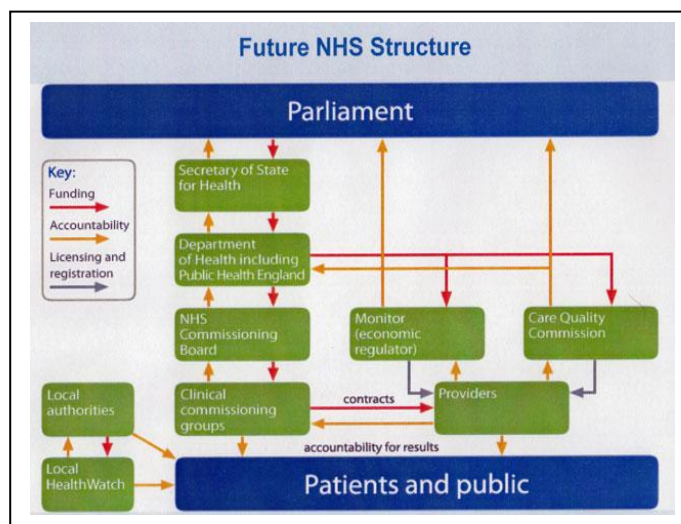 Future NHS Structure
Parliament
Key:
Funding
Accountability
Licensing and
registration
Secretary of State
for Health
Department
of Health including
Public Health England
NHS
Commissioning
Board
Monitor
(economic
regulator)
Care Quality
Commission
Local
authorities
Clinical
commissioning
groups
contracts
Providers
accountability for results
Local
HealthWatch
Patients and public